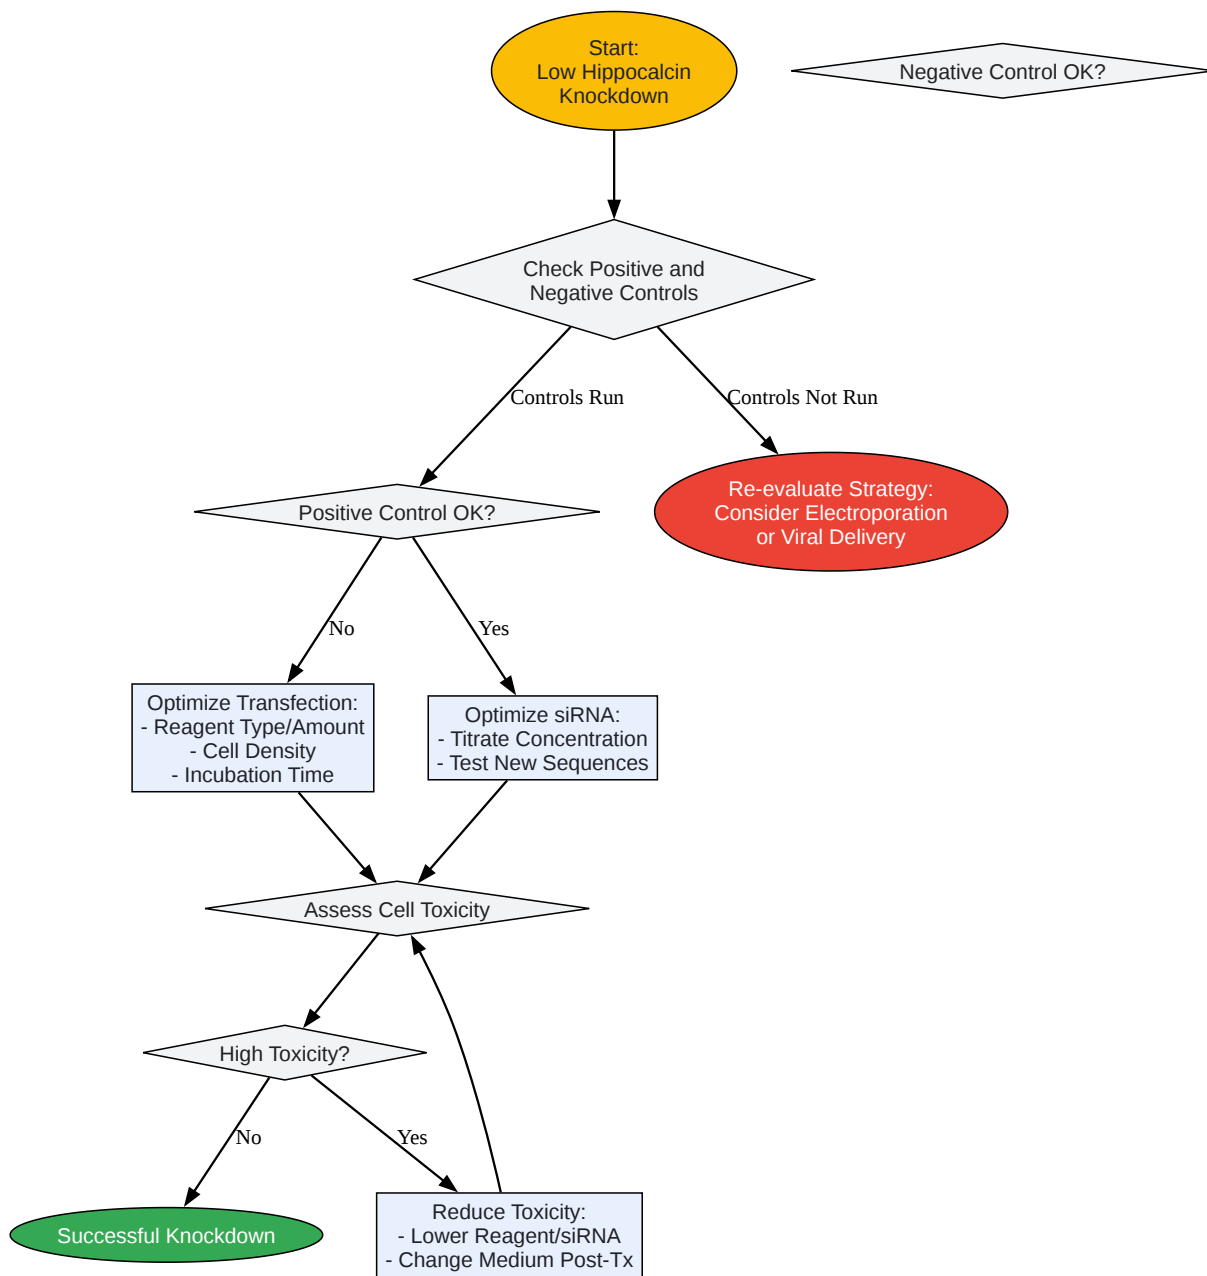 Start:
Low Hippocalcin
Knockdown
Negative Control OK?
Check Positive and
Negative Controls
Controls Run
Controls Not Run
Positive Control OK?
Re-evaluate Strategy:
Consider Electroporation
or Viral Delivery
No
Yes
Optimize Transfection:
- Reagent Type/Amount
- Cell Density
- Incubation Time
Optimize siRNA:
- Titrate Concentration
- Test New Sequences
Assess Cell Toxicity
High Toxicity?
No
Yes
Successful Knockdown
Reduce Toxicity:
- Lower Reagent/siRNA
- Change Medium Post-Tx